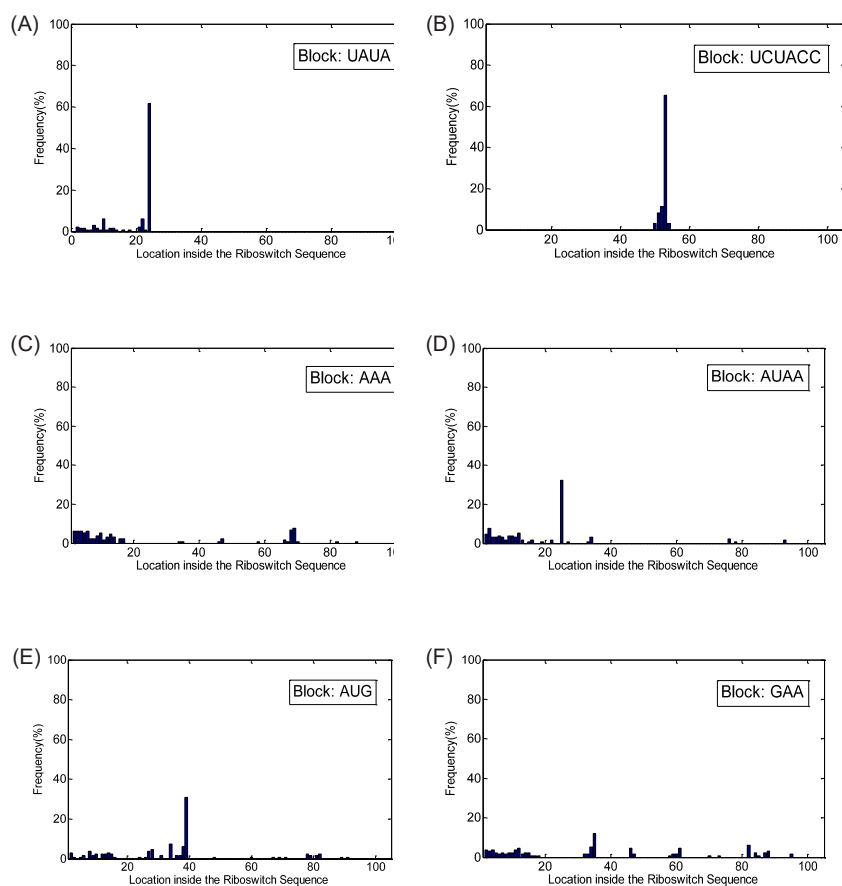 (A)
100
80
60
40
20
0
Frequency(%)
Block: UAUA
0 20 40 60 80 100
Location inside the Riboswitch Sequence
(B)
100
80
60
40
20
0
Frequency(%)
Block: UCUACC
20 40 60 80 100
Location inside the Riboswitch Sequence
(C)
100
80
60
40
20
0
Frequency(%)
Block: AAA
20 40 60 80 100
Location inside the Riboswitch Sequence
(D)
100
80
60
40
20
0
Frequency(%)
Block: AUAA
20 40 60 80 100
Location inside the Riboswitch Sequence
(E)
100
80
60
40
20
0
Frequency(%)
Block: AUG
20 40 60 80 100
Location inside the Riboswitch Sequence
(F)
100
80
60
40
20
0
Frequency(%)
Block: GAA
20 40 60 80 100
Location inside the Riboswitch Sequence